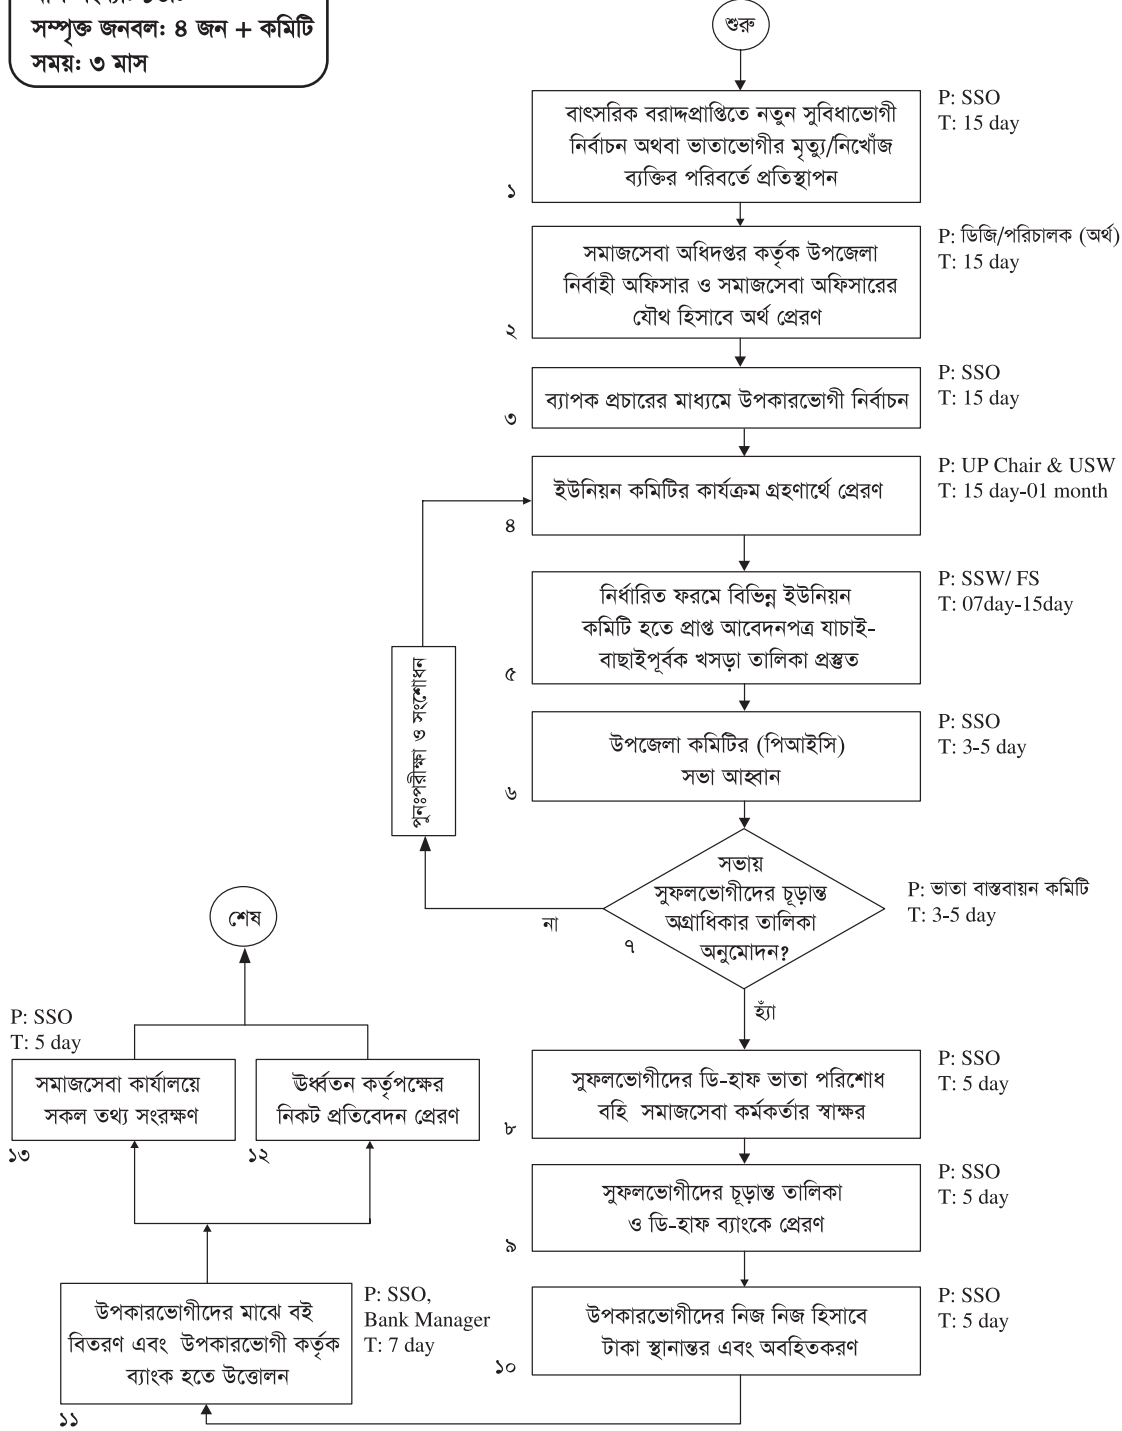 সম্পৃক্ত জনবল: ৪ জন + কমিটি
সময়: ৩ মাস
শুরু
বাৎসরিক বরাদ্দপ্রাপ্তিতে নতুন সুবিধাভোগী
নির্বাচন অথবা ভাতাভোগীর মৃত্যু/নিখোঁজ
ব্যক্তির পরিবর্তে প্রতিস্থাপন
১
P: SSO
T: 15 day
সমাজসেবা অধিদপ্তর কর্তৃক উপজেলা
নির্বাহী অফিসার ও সমাজসেবা অফিসারের
যৌথ হিসাবে অর্থ প্রেরণ
২
P: ডিজি/পরিচালক (অর্থ)
T: 15 day
ব্যাপক প্রচারের মাধ্যমে উপকারভোগী নির্বাচন
৩
P: SSO
T: 15 day
ইউনিয়ন কমিটির কার্যক্রম গ্রহণার্থে প্রেরণ
৪
P: UP Chair & USW
T: 15 day-01 month
নির্ধারিত ফরমে বিভিন্ন ইউনিয়ন
কমিটি হতে প্রাপ্ত আবেদনপত্র যাচাই-
বাছাইপূর্বক খসড়া তালিকা প্রস্তুত
৫
P: SSW/ FS
T: 07day-15day
পুনঃপরীক্ষা ও সংশোধন
উপজেলা কমিটির (পিআইসি)
সভা আহ্বান
৬
P: SSO
T: 3-5 day
সভায়
সুফলভোগীদের চূড়ান্ত
অগ্রাধিকার তালিকা
অনুমোদন?
৭
P: ভাতা বাস্তবায়ন কমিটি
T: 3-5 day
না
হ্যাঁ
সুফলভোগীদের ডি-হাফ ভাতা পরিশোধ
বহি সমাজসেবা কর্মকর্তার স্বাক্ষর
৮
P: SSO
T: 5 day
সুফলভোগীদের চূড়ান্ত তালিকা
ও ডি-হাফ ব্যাংকে প্রেরণ
৯
P: SSO
T: 5 day
উপকারভোগীদের নিজ নিজ হিসাবে
টাকা স্থানান্তর এবং অবহিতকরণ
১০
P: SSO
T: 5 day
উপকারভোগীদের মাঝে বই
বিতরণ এবং উপকারভোগী কর্তৃক
ব্যাংক হতে উত্তোলন
১১
P: SSO,
Bank Manager
T: 7 day
ঊর্ধ্বতন কর্তৃপক্ষের
নিকট প্রতিবেদন প্রেরণ
১২
P: SSO
T: 5 day
সমাজসেবা কার্যালয়ে
সকল তথ্য সংরক্ষণ
১৩
শেষ